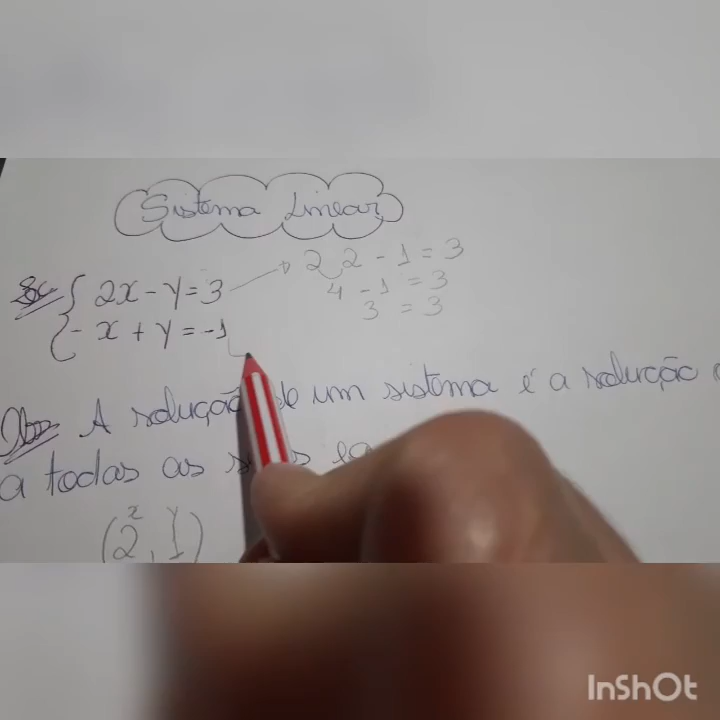 Sistema Linear
2x - y = 3
2 2 - 1 = 3
4 - 1 = 3
3 = 3
- x + y = -1
A solução de um sistema é a solução
a todas as
x y
(2, 1)
InShOt